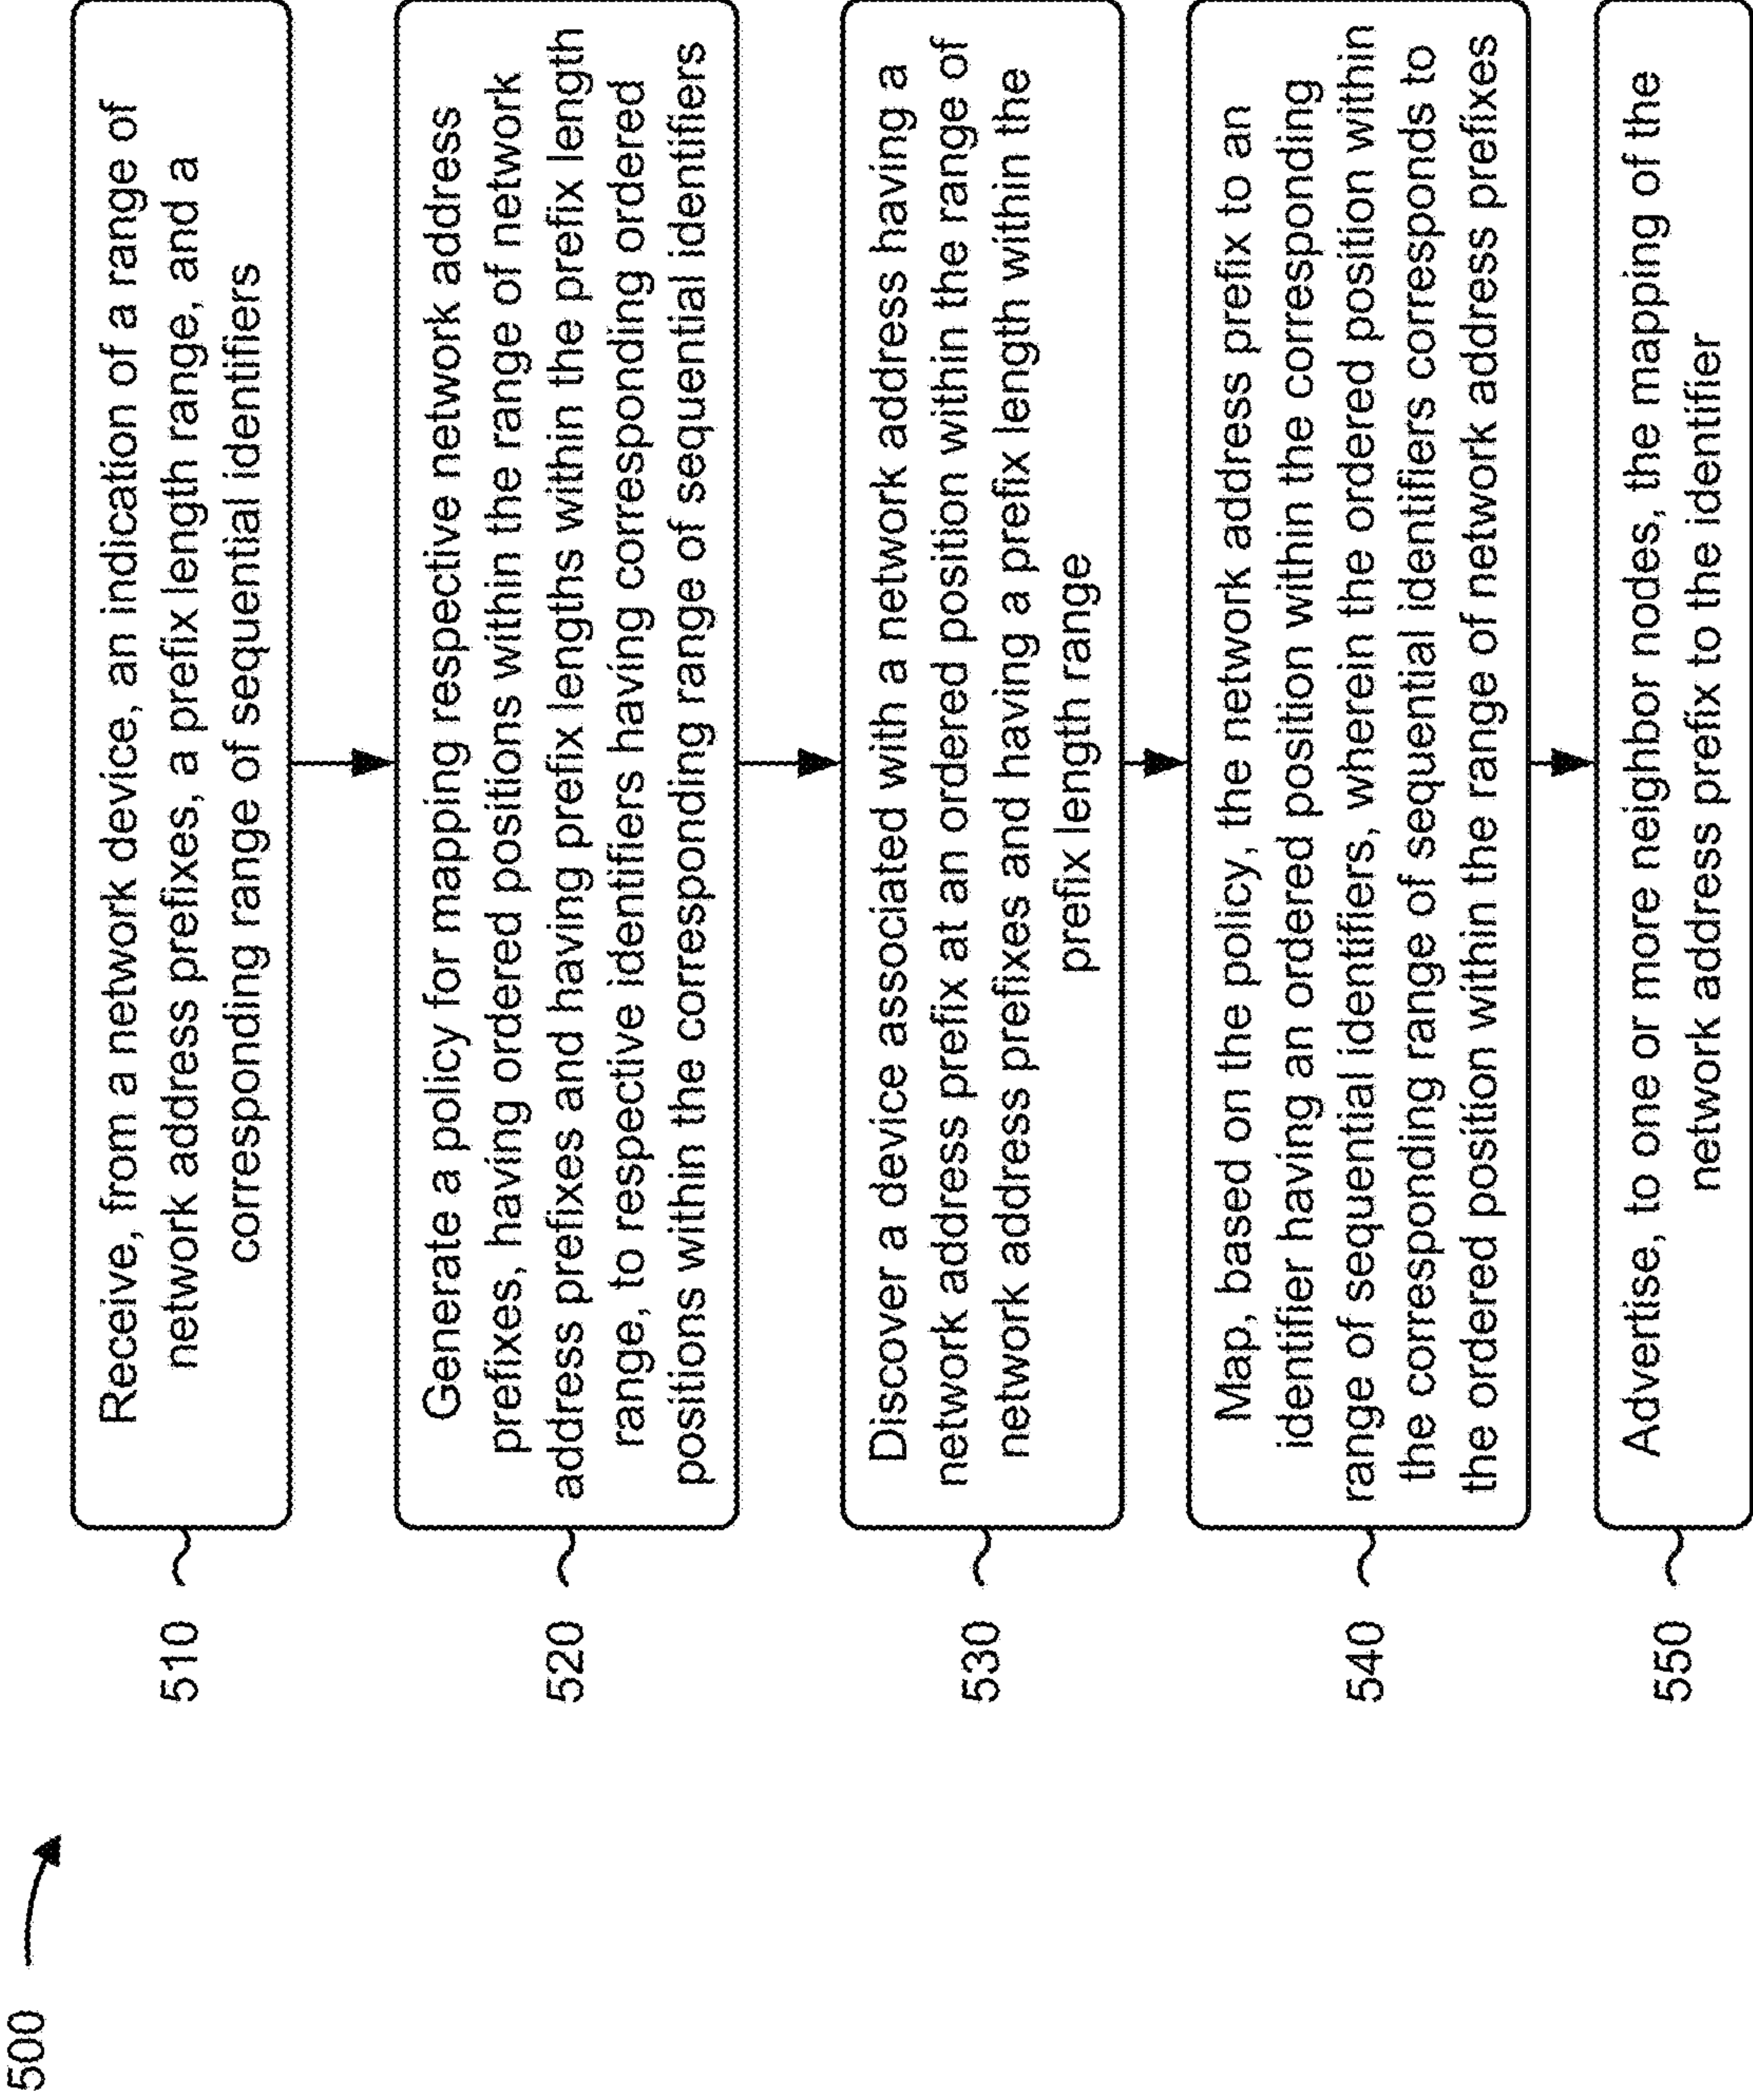 500
510
Receive, from a network device, an indication of a range of
network address prefixes, a prefix length range, and a
corresponding range of sequential identifiers
520
Generate a policy for mapping respective network address
prefixes, having ordered positions within the range of network
address prefixes and having prefix lengths within the prefix length
range, to respective identifiers having corresponding ordered
positions within the corresponding range of sequential identifiers
530
Discover a device associated with a network address having a
network address prefix at an ordered position within the range of
network address prefixes and having a prefix length within the
prefix length range
540
Map, based on the policy, the network address prefix to an
identifier having an ordered position within the corresponding
range of sequential identifiers, wherein the ordered position within
the corresponding range of sequential identifiers corresponds to
the ordered position within the range of network address prefixes
550
Advertise, to one or more neighbor nodes, the mapping of the
network address prefix to the identifier